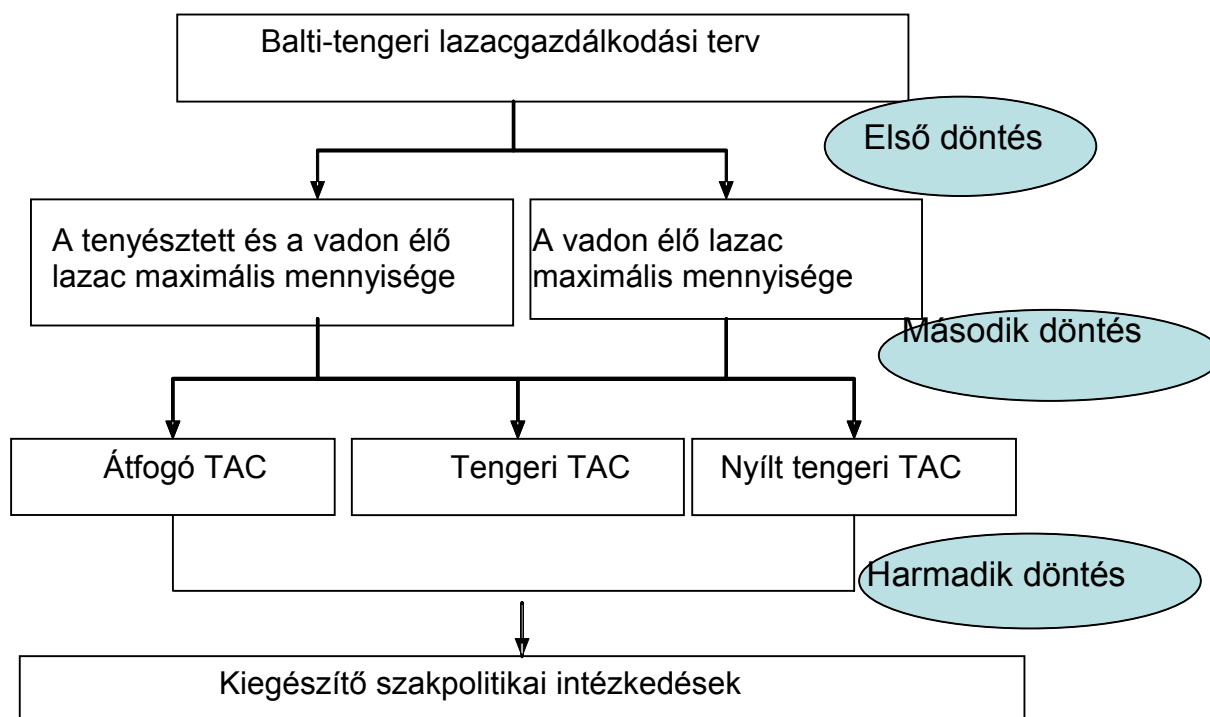 Balti-tengeri lazacgazdálkodási terv
Első döntés
A tenyésztett és a vadon élő
lazac maximális mennyisége
A vadon élő lazac
maximális mennyisége
Második döntés
Átfogó TAC
Tengeri TAC
Nyílt tengeri TAC
Harmadik döntés
Kiegészítő szakpolitikai intézkedések